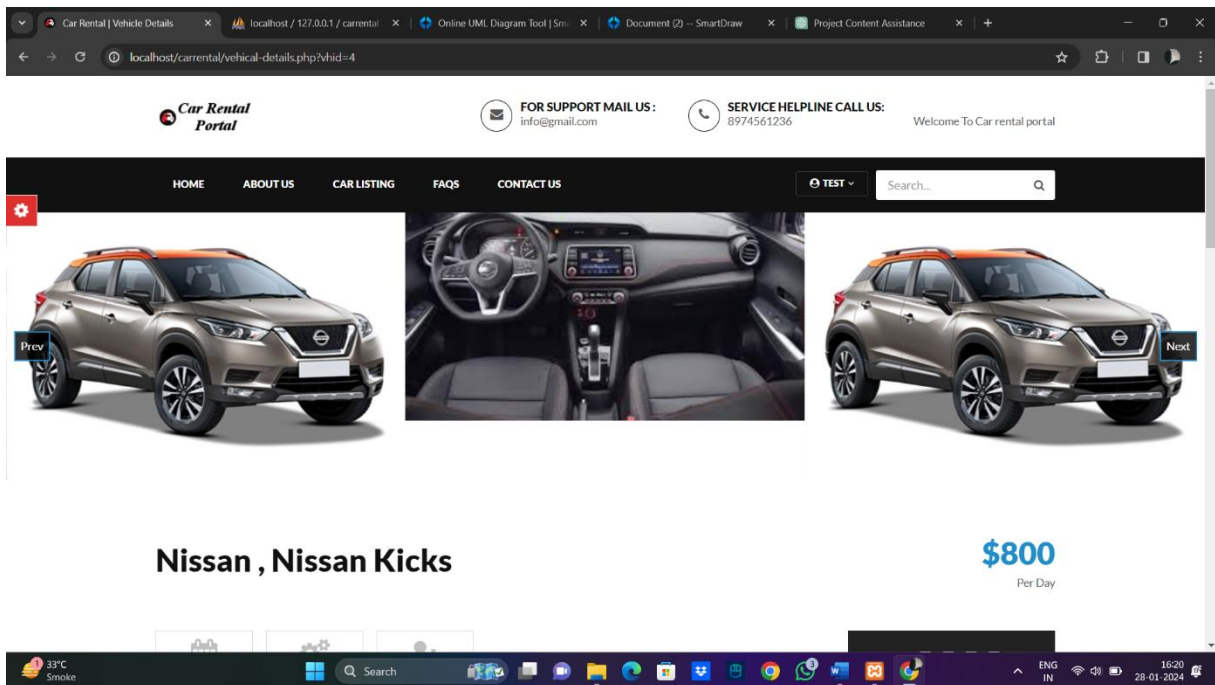 Car Rental | Vehicle Details
localhost / 127.0.0.1 / carrental
Online UML Diagram Tool | Sm
Document (2) -- SmartDraw
Project Content Assistance
localhost/carrental/vehical-details.php?vhid=4
Car Rental
Portal
FOR SUPPORT MAIL US :
info@gmail.com
SERVICE HELPLINE CALL US:
8974561236
Welcome To Car rental portal
HOME ABOUT US CAR LISTING FAQS CONTACT US
TEST
Search...
Prev
Next
Nissan , Nissan Kicks
$800
Per Day
1
33°C
Smoke
Search
ENG
IN
16:20
28-01-2024